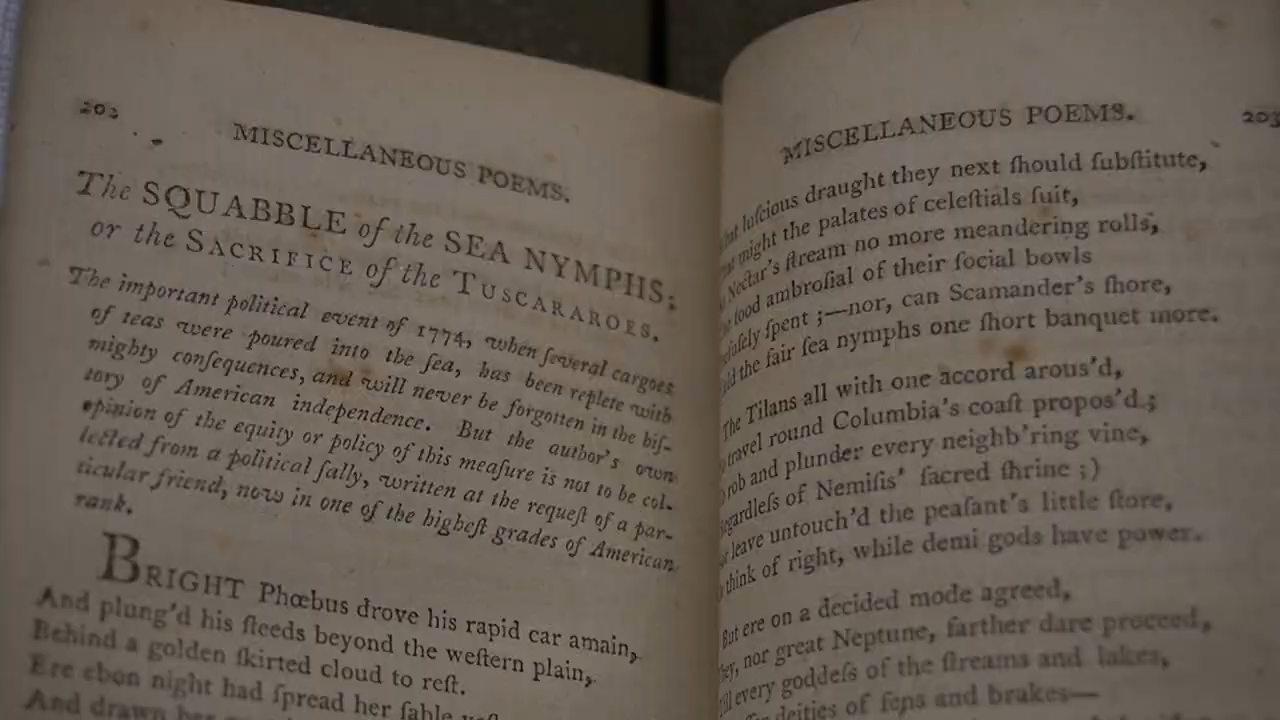 202
MISCELLANEOUS POEMS.
The SQUABBLE of the SEA NYMPHS;
or the SACRIFICE of the TUSCARAROES.
The important political event of 1774, when ſeveral cargoes
of teas were poured into the ſea, has been replete with
mighty conſequences, and will never be forgotten in the hiſ-
tory of American independence. But the author's own
opinion of the equity or policy of this meaſure is not to be col-
lected from a political ſally, written at the requeſt of a par-
ticular friend, now in one of the higheſt grades of American
rank.
BRIGHT Phœbus drove his rapid car amain,
And plung'd his ſteeds beyond the weſtern plain,
Behind a golden ſkirted cloud to reſt.
Ere ebon night had ſpread her ſable veſt,
And drawn her
MISCELLANEOUS POEMS.
203
luſcious draught they next ſhould ſubſtitute,
might the palates of celeſtials ſuit,
Nectar's ſtream no more meandering rolls,
food ambroſial of their ſocial bowls
ſpent ;—nor, can Scamander's ſhore,
the fair ſea nymphs one ſhort banquet more.
The Titans all with one accord arous'd,
travel round Columbia's coaſt propos'd ;
rob and plunder every neighb'ring vine,
Regardleſs of Nemiſis' ſacred ſhrine ;)
leave untouch'd the peaſant's little ſtore,
think of right, while demi gods have power.
But ere on a decided mode agreed,
nor great Neptune, farther dare proceed,
every goddeſs of the ſtreams and lakes,
deities of fens and brakes—